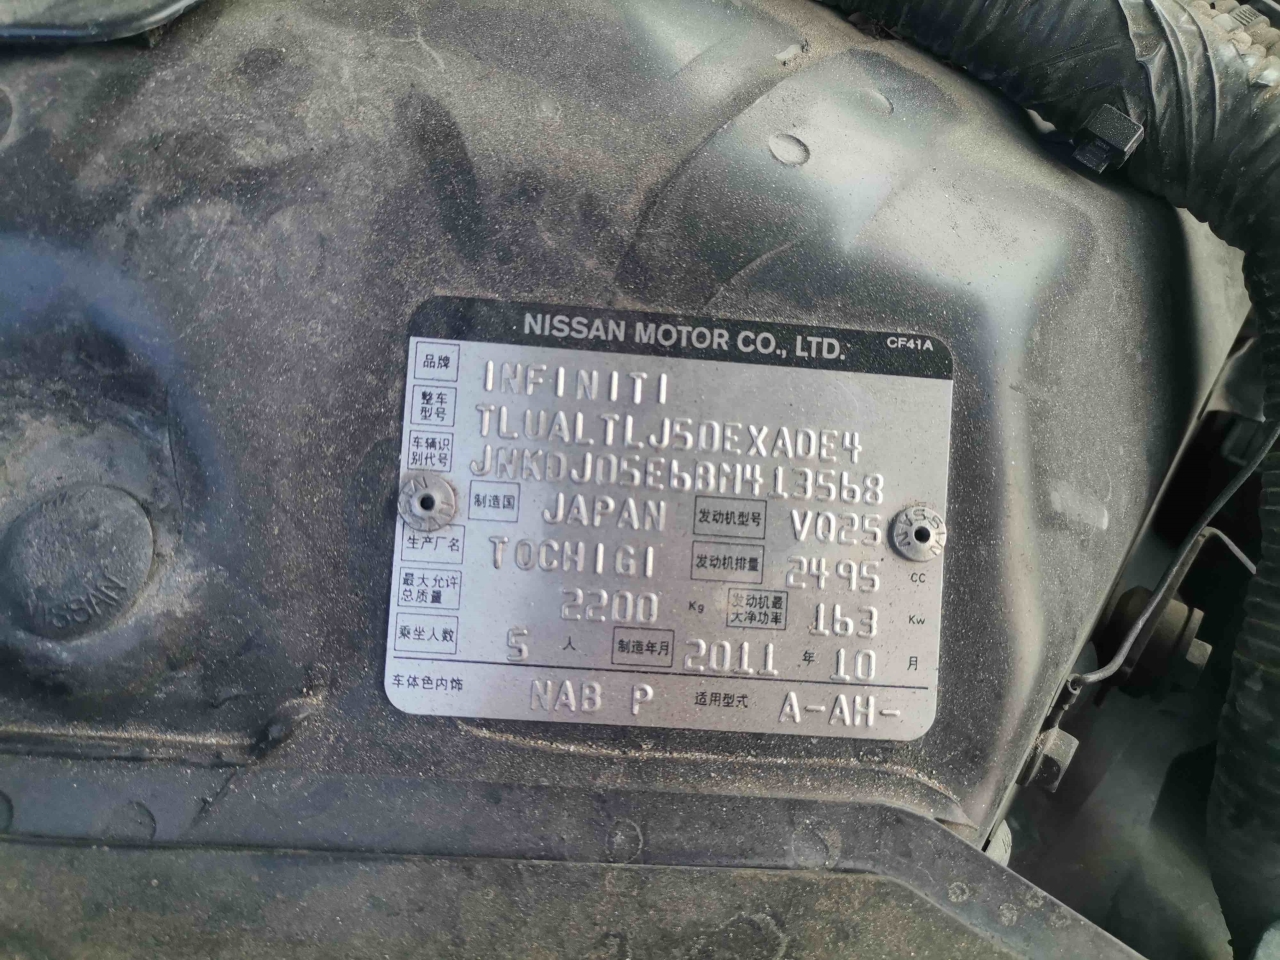 NISSAN MOTOR CO., LTD. CF41A
品牌 INFINITI
整车型号 TLUALTLJ50EXADE4
车辆识别代号 JNKDJ05E68M413568
制造国 JAPAN 发动机型号 VQ25
生产厂名 TOCHIGI 发动机排量 2495 CC
最大允许总质量 2200 Kg 发动机最大净功率 163 Kw
乘坐人数 5 人 制造年月 2011 年 10 月
车体色内饰 NAB P 适用型式 A-AH-
NISSAN
NISSAN